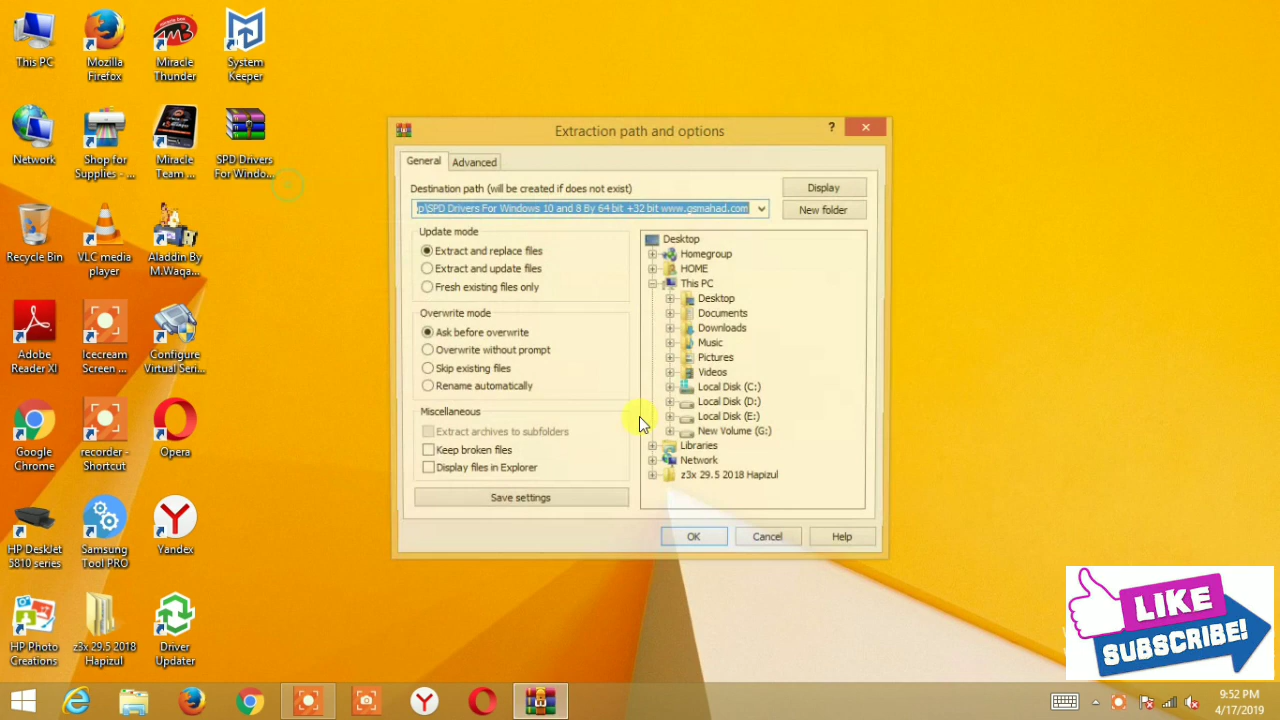 This PC
Mozilla
Firefox
Miracle
Thunder
System
Keeper
Network
Shop for
Supplies - ...
Miracle
Team ...
SPD Drivers
For Windo...
Recycle Bin
VLC media
player
Aladdin By
M.Waqa...
Adobe
Reader XI
Icecream
Screen ...
Configure
Virtual Seri...
Google
Chrome
recorder -
Shortcut
Opera
HP DeskJet
5810 series
Samsung
Tool PRO
Yandex
HP Photo
Creations
z3x 29.5 2018
Hapizul
Driver
Updater
Extraction path and options
?
General
Advanced
Destination path (will be created if does not exist)
p\SPD Drivers For Windows 10 and 8 By 64 bit +32 bit www.gsmahad.com
Display
New folder
Update mode
Extract and replace files
Extract and update files
Fresh existing files only
Overwrite mode
Ask before overwrite
Overwrite without prompt
Skip existing files
Rename automatically
Miscellaneous
Extract archives to subfolders
Keep broken files
Display files in Explorer
Save settings
Desktop
Homegroup
HOME
This PC
Desktop
Documents
Downloads
Music
Pictures
Videos
Local Disk (C:)
Local Disk (D:)
Local Disk (E:)
New Volume (G:)
Libraries
Network
z3x 29.5 2018 Hapizul
OK
Cancel
Help
LIKE
SUBSCRIBE!
9:52 PM
4/17/2019